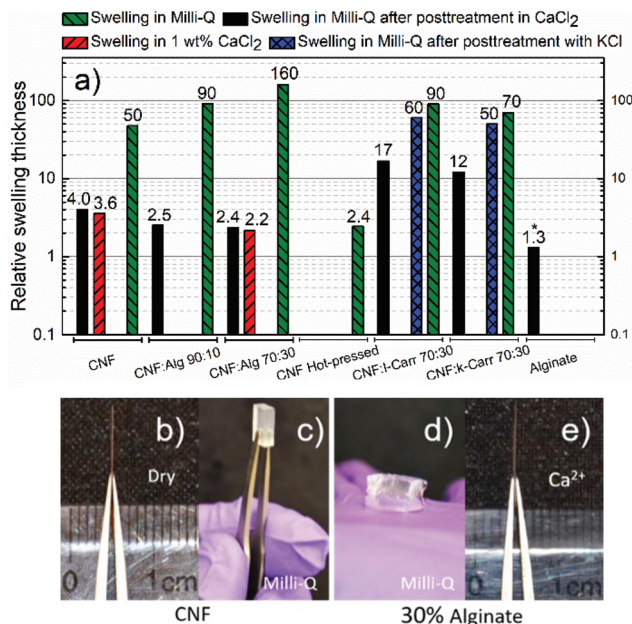 Swelling in Milli-Q Swelling in Milli-Q after posttreatment in CaCl₂
Swelling in 1 wt% CaCl₂ Swelling in Milli-Q after posttreatment with KCl
a)
Relative swelling thickness
100
10
1
0.1
100
10
1
0.1
4.0 3.6 50
2.5 90
2.4 2.2 160
2.4
17 60 90
12 50 70
1.3 *
CNF
CNF:Alg 90:10
CNF:Alg 70:30
CNF Hot-pressed
CNF:I-Carr 70:30
CNF:k-Carr 70:30
Alginate
b) c) d) e)
Dry Ca²⁺
Milli-Q Milli-Q
0 1cm 0 1cm
CNF 30% Alginate